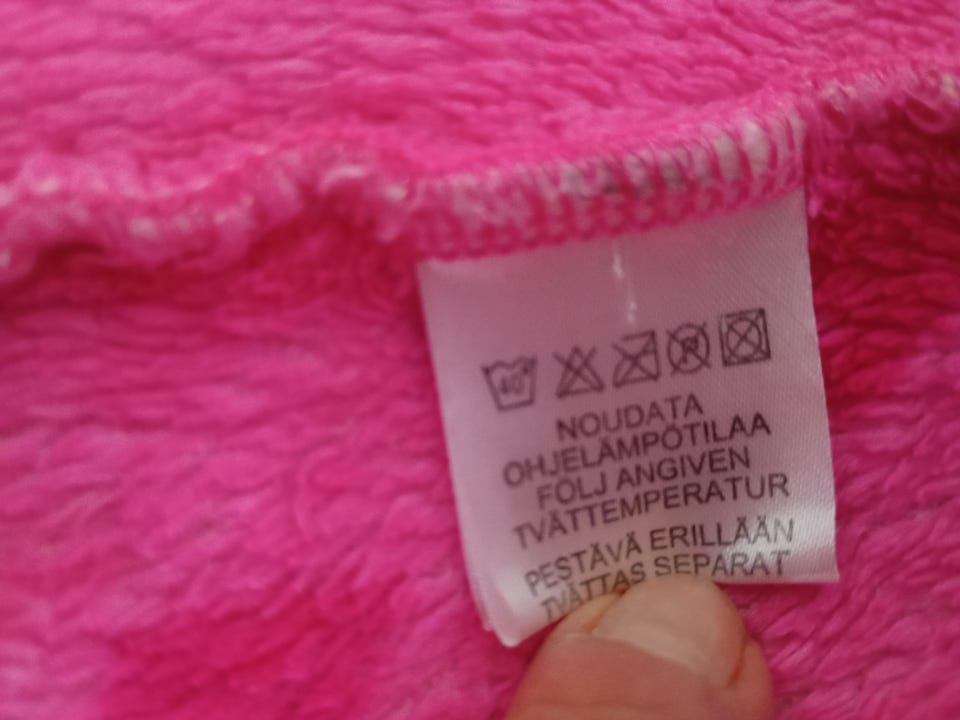 40°
NOUDATA
OHJELÄMPÖTILAA
FÖLJ ANGIVEN
TVÄTTEMPERATUR
PESTÄVÄ ERILLÄÄN
TVÄTTAS SEPARAT